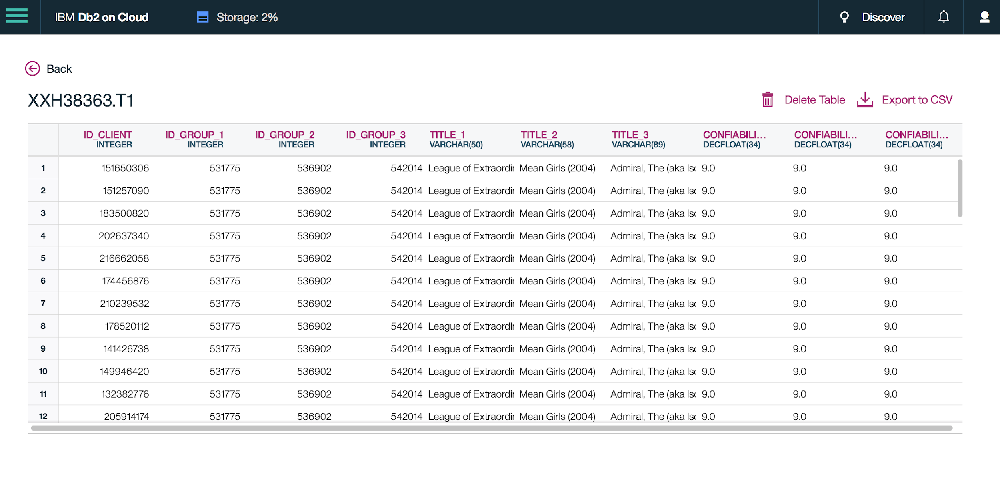 IBM Db2 on Cloud Storage: 2% Discover
Back
XXH38363.T1 Delete Table Export to CSV
ID_CLIENT ID_GROUP_1 ID_GROUP_2 ID_GROUP_3 TITLE_1 TITLE_2 TITLE_3 CONFIABILI... CONFIABILI... CONFIABILI...
INTEGER INTEGER INTEGER INTEGER VARCHAR(50) VARCHAR(58) VARCHAR(89) DECFLOAT(34) DECFLOAT(34) DECFLOAT(34)
1 151650306 531775 536902 542014 League of Extraordi Mean Girls (2004) Admiral, The (aka Is 9.0 9.0 9.0
2 151257090 531775 536902 542014 League of Extraordi Mean Girls (2004) Admiral, The (aka Is 9.0 9.0 9.0
3 183500820 531775 536902 542014 League of Extraordi Mean Girls (2004) Admiral, The (aka Is 9.0 9.0 9.0
4 202637340 531775 536902 542014 League of Extraordi Mean Girls (2004) Admiral, The (aka Is 9.0 9.0 9.0
5 216662058 531775 536902 542014 League of Extraordi Mean Girls (2004) Admiral, The (aka Is 9.0 9.0 9.0
6 174456876 531775 536902 542014 League of Extraordi Mean Girls (2004) Admiral, The (aka Is 9.0 9.0 9.0
7 210239532 531775 536902 542014 League of Extraordi Mean Girls (2004) Admiral, The (aka Is 9.0 9.0 9.0
8 178520112 531775 536902 542014 League of Extraordi Mean Girls (2004) Admiral, The (aka Is 9.0 9.0 9.0
9 141426738 531775 536902 542014 League of Extraordi Mean Girls (2004) Admiral, The (aka Is 9.0 9.0 9.0
10 149946420 531775 536902 542014 League of Extraordi Mean Girls (2004) Admiral, The (aka Is 9.0 9.0 9.0
11 132382776 531775 536902 542014 League of Extraordi Mean Girls (2004) Admiral, The (aka Is 9.0 9.0 9.0
12 205914174 531775 536902 542014 League of Extraordi Mean Girls (2004) Admiral, The (aka Is 9.0 9.0 9.0